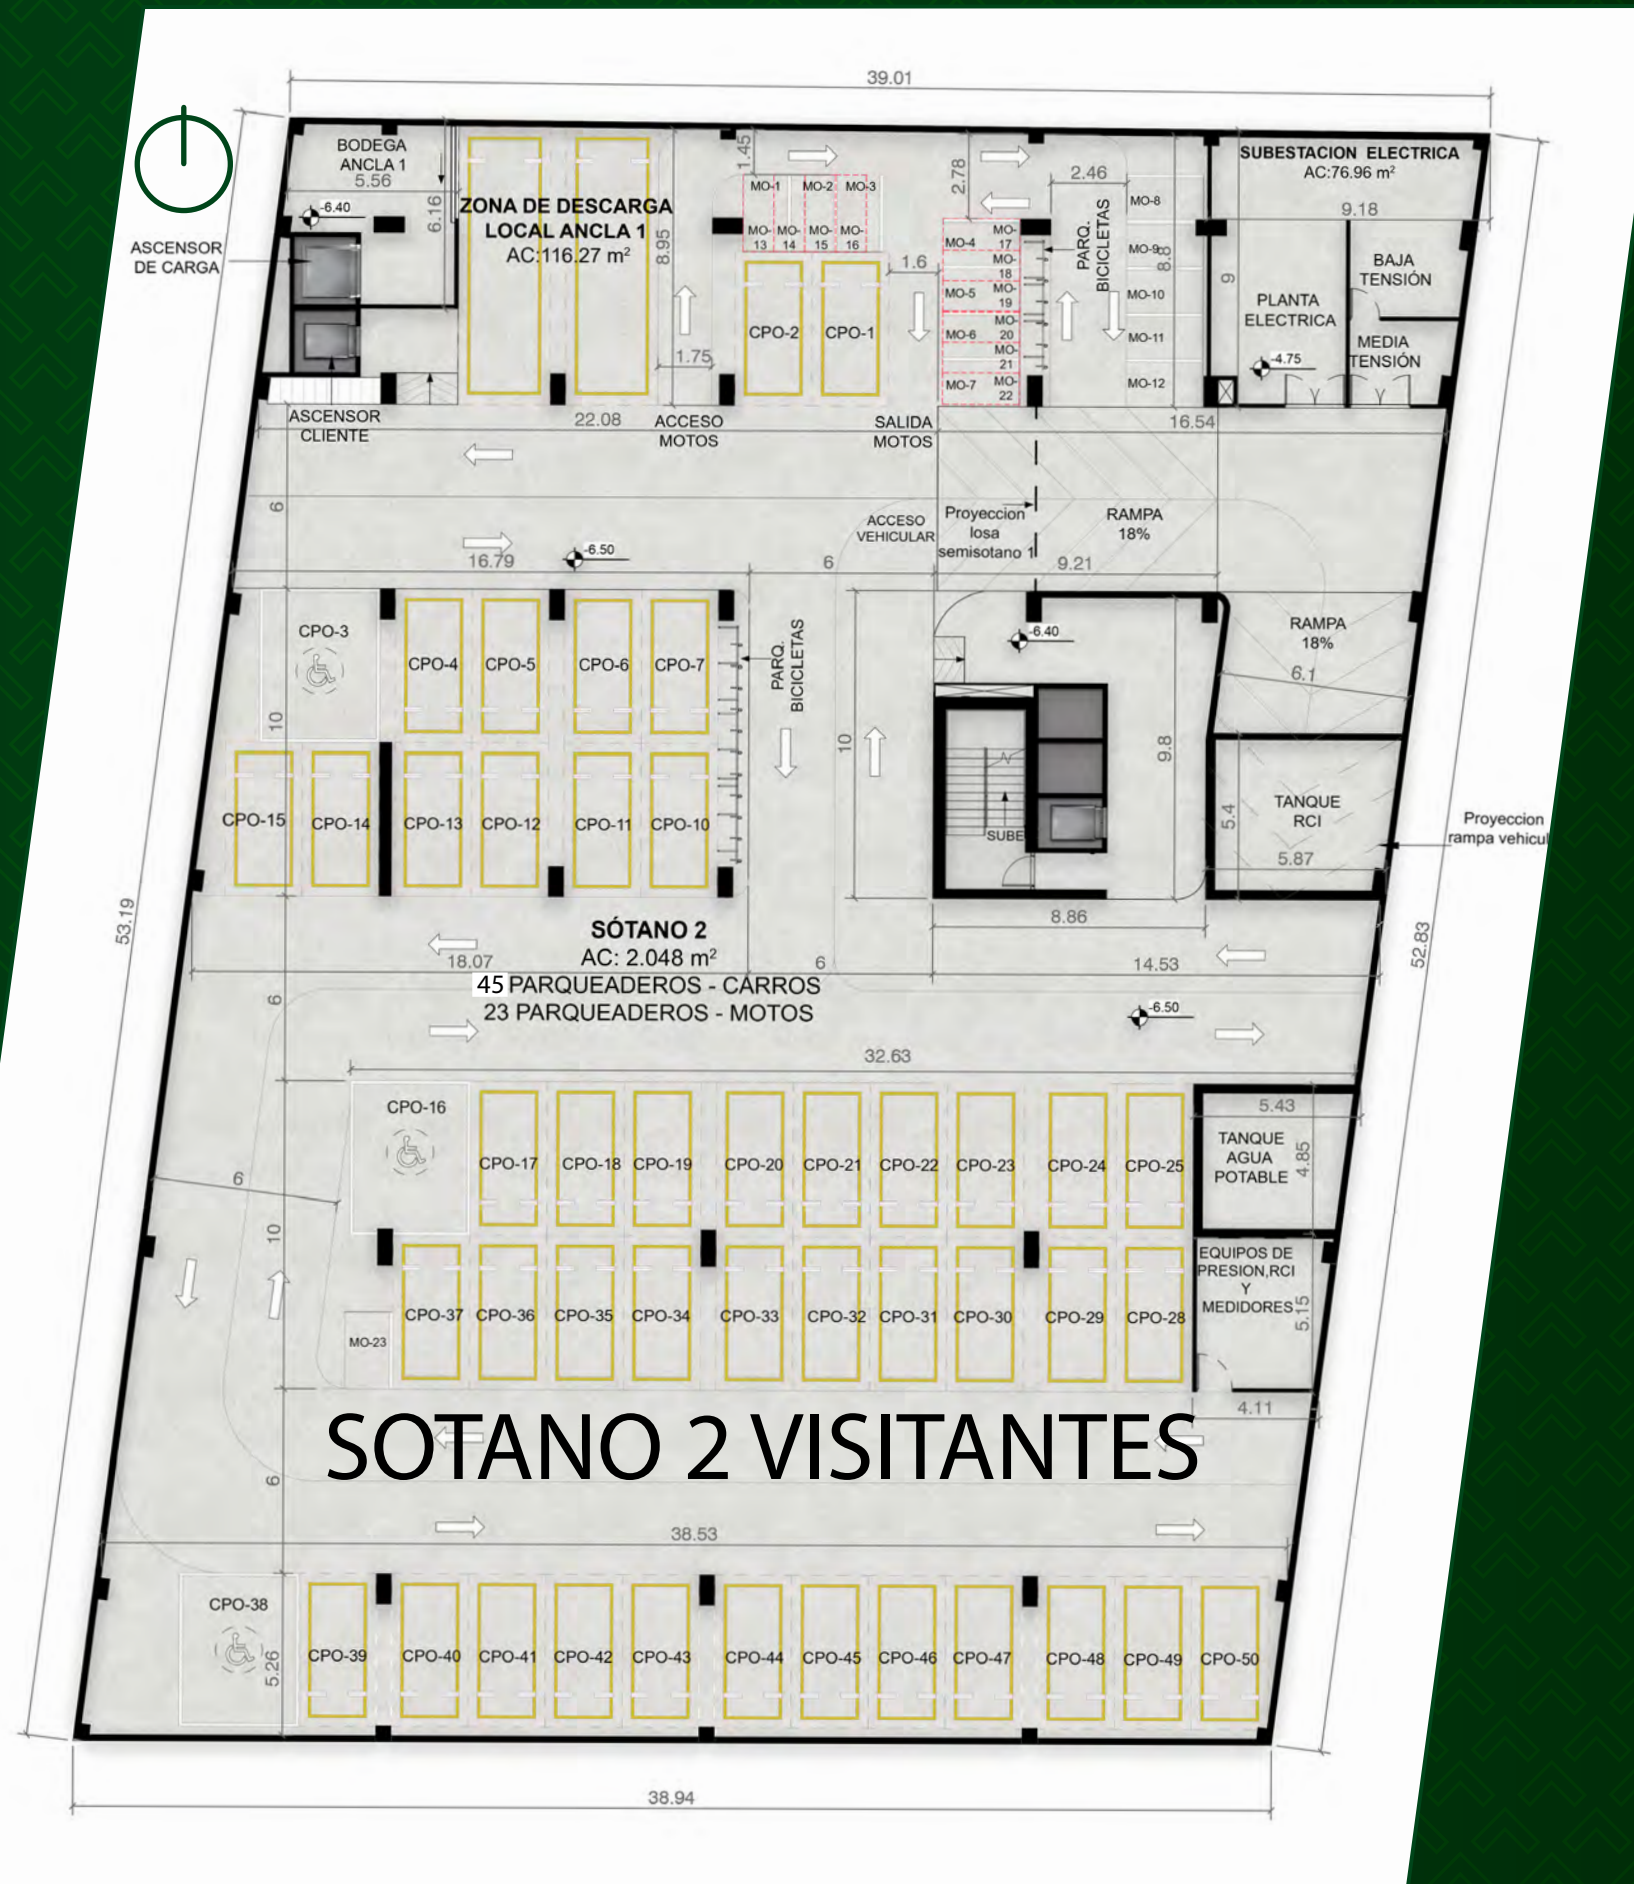 39.01
BODEGA
ANCLA 1
5.56
-6.40
6.16
ASCENSOR
DE CARGA
ZONA DE DESCARGA
LOCAL ANCLA 1
AC:116.27 m²
8.95
1.75
1.45
MO-1
MO-2
MO-3
MO-
13
MO-
14
MO-
15
MO-
16
CPO-2
CPO-1
1.6
2.78
MO-4
MO-5
MO-6
MO-7
MO-
17
MO-
18
MO-
19
MO-
20
MO-
21
MO-
22
2.46
PARQ.
BICICLETAS
MO-8
MO-9
MO-10
MO-11
MO-12
8.8
SUBESTACION ELECTRICA
AC:76.96 m²
9.18
9
PLANTA
ELECTRICA
-4.75
BAJA
TENSIÓN
MEDIA
TENSIÓN
ASCENSOR
CLIENTE
22.08
ACCESO
MOTOS
SALIDA
MOTOS
16.54
6
ACCESO
VEHICULAR
Proyeccion
losa
semisotano 1
RAMPA
18%
-6.50
16.79
6
9.21
CPO-3
CPO-4
CPO-5
CPO-6
CPO-7
PARQ.
BICICLETAS
-6.40
RAMPA
18%
6.1
10
10
9.8
CPO-15
CPO-14
CPO-13
CPO-12
CPO-11
CPO-10
SUBE
TANQUE
RCI
5.4
5.87
Proyeccion
rampa vehicul
53.19
52.83
8.86
SÓTANO 2
AC: 2.048 m²
45 PARQUEADEROS - CARROS
23 PARQUEADEROS - MOTOS
18.07
6
14.53
6
-6.50
32.63
CPO-16
CPO-17
CPO-18
CPO-19
CPO-20
CPO-21
CPO-22
CPO-23
CPO-24
CPO-25
5.43
TANQUE
AGUA
POTABLE
4.85
6
10
EQUIPOS DE
PRESION,RCI
Y
MEDIDORES
5.15
MO-23
CPO-37
CPO-36
CPO-35
CPO-34
CPO-33
CPO-32
CPO-31
CPO-30
CPO-29
CPO-28
4.11
SOTANO 2 VISITANTES
6
38.53
CPO-38
5.26
CPO-39
CPO-40
CPO-41
CPO-42
CPO-43
CPO-44
CPO-45
CPO-46
CPO-47
CPO-48
CPO-49
CPO-50
38.94